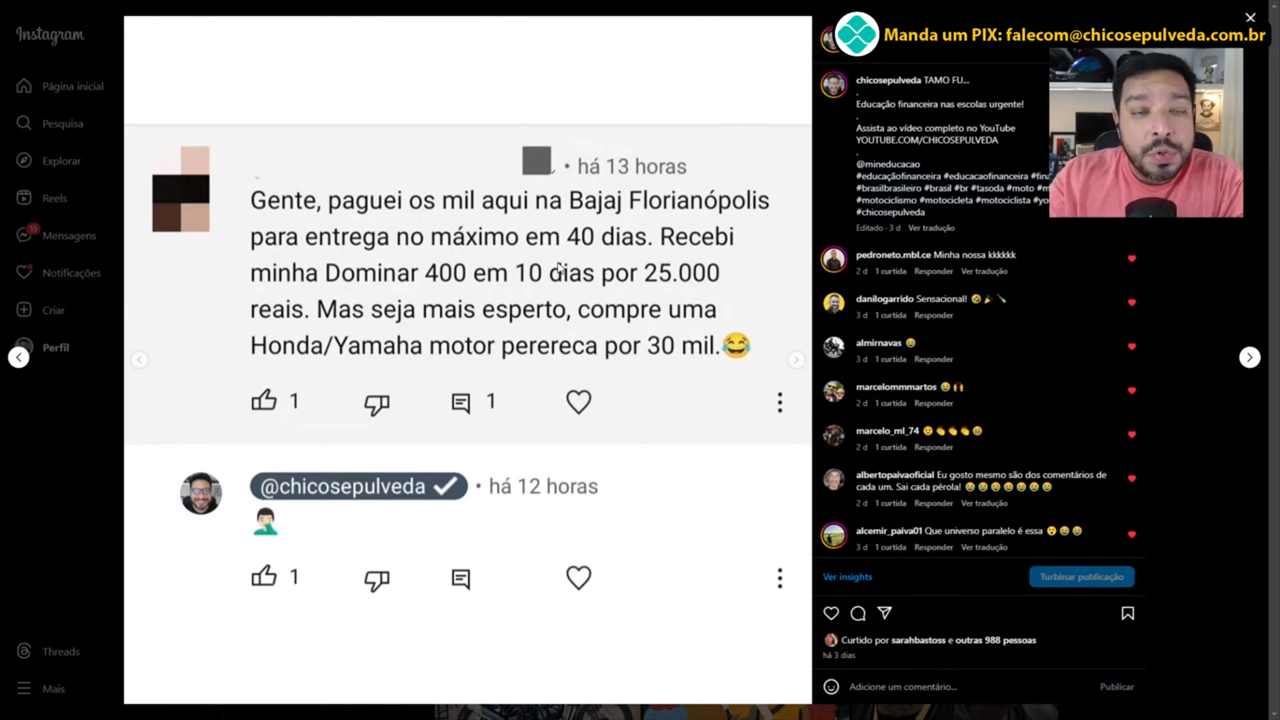 Instagram
Página inicial
Pesquisa
Explorar
Reels
13
Mensagens
Notificações
Criar
Perfil
Threads
Mais
há 13 horas
Gente, paguei os mil aqui na Bajaj Florianópolis
para entrega no máximo em 40 dias. Recebi
minha Dominar 400 em 10 dias por 25.000
reais. Mas seja mais esperto, compre uma
Honda/Yamaha motor perereca por 30 mil.😂
1
1
@chicosepulveda
• há 12 horas
🤦🏻‍♂️
1
Manda um PIX: falecom@chicosepulveda.com.br
chicosepulveda TAMO FU...
.
Educação financeira nas escolas urgente!
.
Assista ao vídeo completo no YouTube
YOUTUBE.COM/CHICOSEPULVEDA
.
@mineducacao
#educaçãofinanceira #educacaofinanceira
#brasilbrasileiro #brasil #br #tasoda #moto
#motociclismo #motocicleta #motociclista
#chicosepulveda
Editado · 3 d Ver tradução
pedroneto.mbl.ce Minha nossa kkkkkk
2 d 1 curtida Responder Ver tradução
danilogarrido Sensacional!
3 d 1 curtida Responder
almirnavas
3 d 1 curtida Responder
marcelommmartos
2 d 1 curtida Responder
marcelo_ml_74
2 d 1 curtida Responder
albertopaivaoficial Eu gosto mesmo são dos comentários de
cada um. Sai cada pérola!
2 d 1 curtida Responder Ver tradução
alcemir_paiva01 Que universo paralelo é essa
3 d 1 curtida Responder Ver tradução
Ver insights
Turbinar publicação
Curtido por sarahbastoss e outras 988 pessoas
há 3 dias
Adicione um comentário...
Publicar